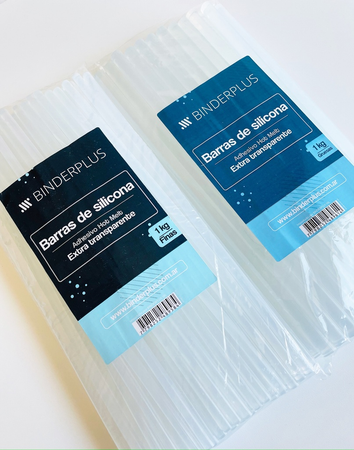 BINDERPLUS
Barras de silicona
Adhesivo Hot Melt
Extra transparente
1 kg
Finas
www.binderplus.com.ar
BINDERPLUS
Barras de silicona
Adhesivo Hot Melt
Extra transparente
1 kg
Gruesas
www.binderplus.com.ar